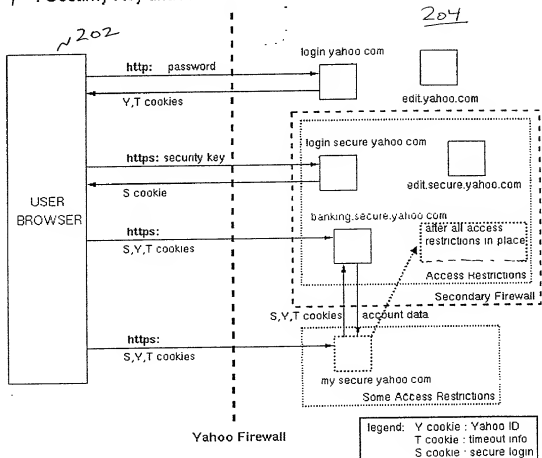 Security Key
202
204
http: password
login yahoo com
Y,T cookies
edit.yahoo.com
https: security key
login secure yahoo com
S cookie
edit.secure.yahoo.com
USER
BROWSER
banking.secure.yahoo.com
https:
S,Y,T cookies
after all access
restrictions in place
Access Restrictions
Secondary Firewall
S,Y,T cookies
account data
https:
S,Y,T cookies
my secure yahoo com
Some Access Restrictions
Yahoo Firewall
legend: Y cookie : Yahoo ID
T cookie : timeout info
S cookie : secure login